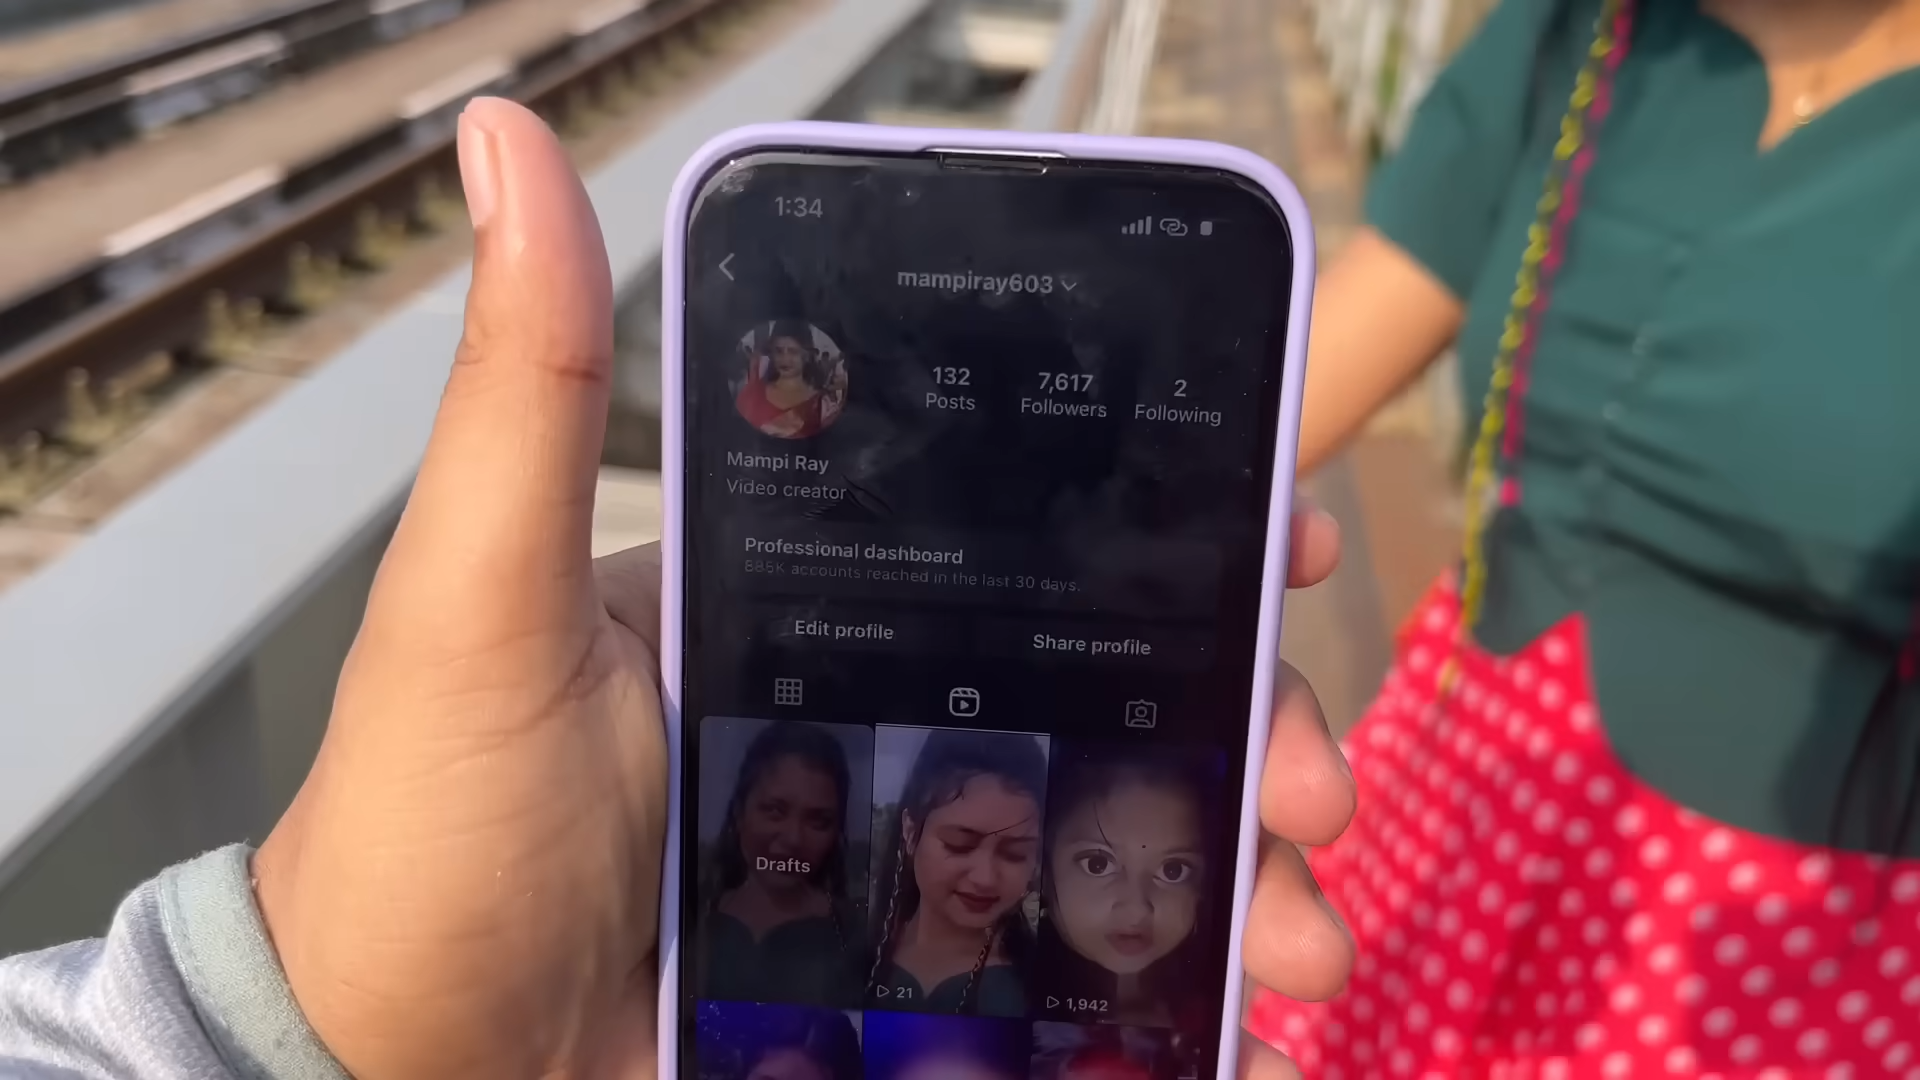 1:34
mampiray603
132
Posts
7,617
Followers
2
Following
Mampi Ray
Video creator
Professional dashboard
885K accounts reached in the last 30 days.
Edit profile
Share profile
Drafts
21
1,942